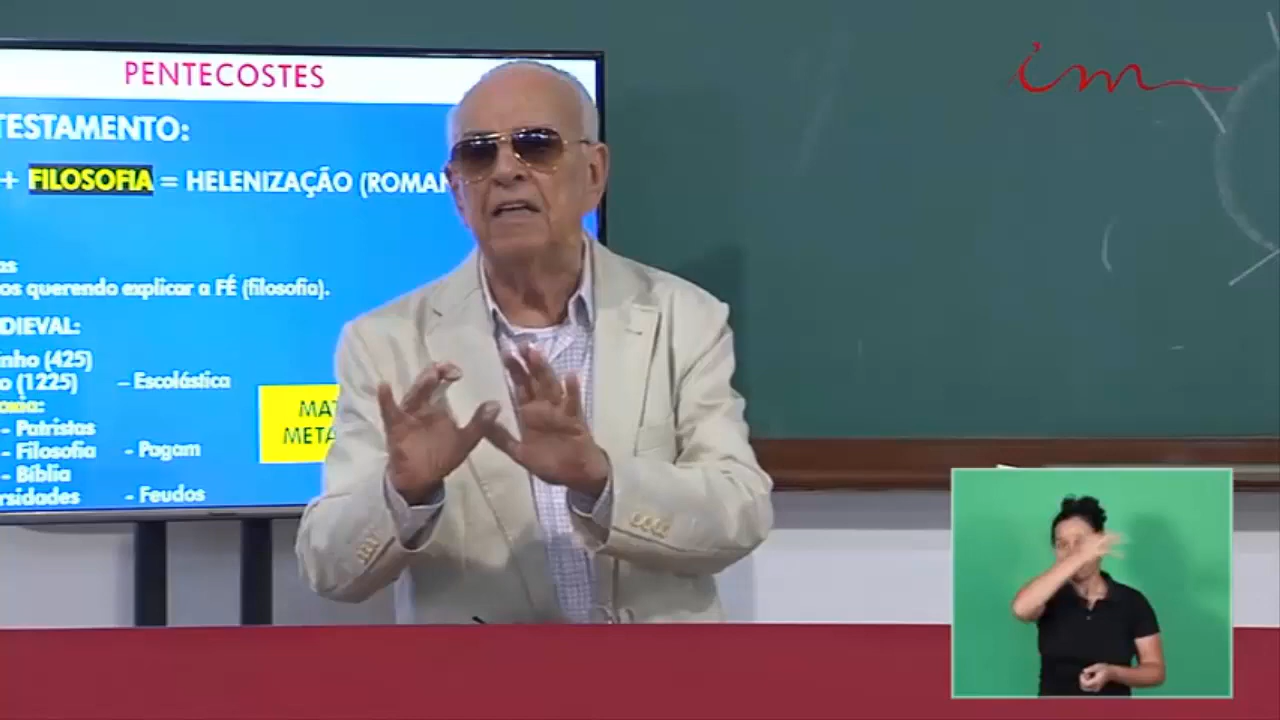 PENTECOSTES
im
TESTAMENTO:
+ FILOSOFIA = HELENIZAÇÃO (ROMAN
as
os querendo explicar a FÉ (filosofia).
DIEVAL:
inho (425)
o (1225) – Escolástica
- Patristas
- Filosofia - Pagam
- Bíblia
rsidades - Feudos
MAT
META